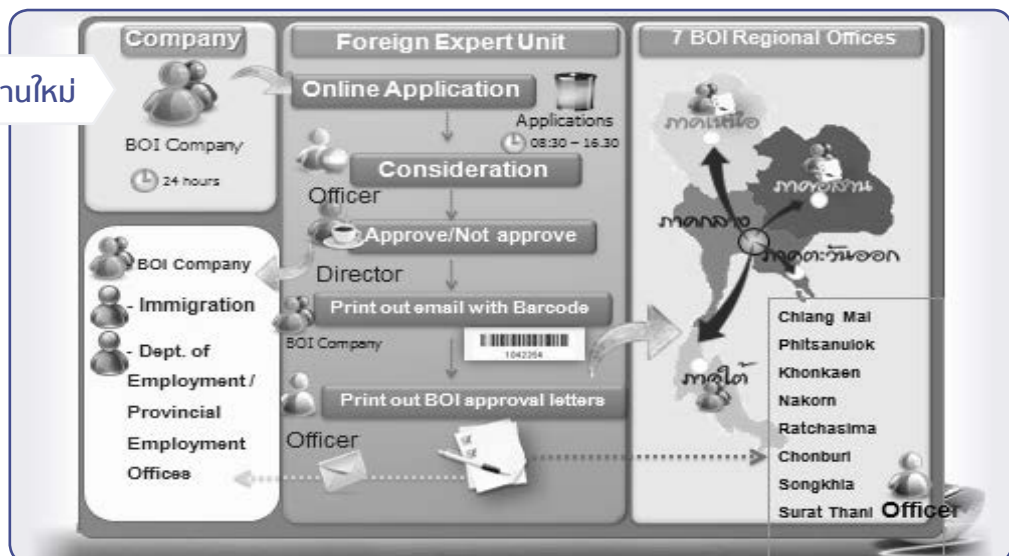 านใหม่
Company
BOI Company
24 hours
- BOI Company
- Immigration
- Dept. of
Employment /
Provincial
Employment
Offices
Foreign Expert Unit
Online Application
Applications
08:30 – 16.30
Officer
Consideration
Approve/Not approve
Director
Print out email with Barcode
BOI Company
1042354
Print out BOI approval letters
Officer
7 BOI Regional Offices
ภาคเหนือ
ภาคอีสาน
ภาคกลาง
ภาคตะวันออก
ภาคใต้
Chiang Mai
Phitsanulok
Khonkaen
Nakorn
Ratchasima
Chonburi
Songkhla
Surat Thani
Officer